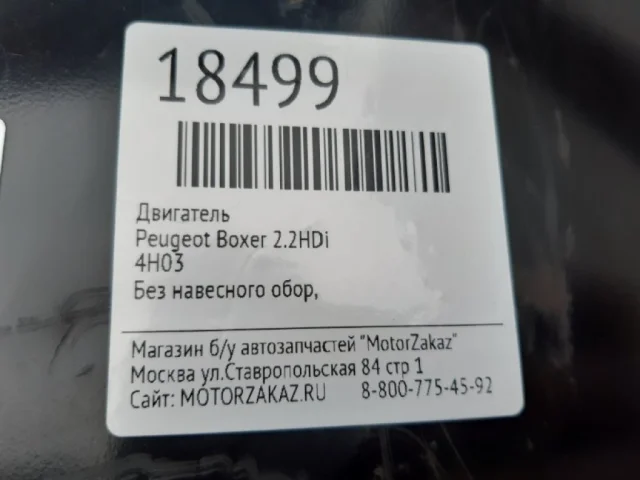 18499
Двигатель
Peugeot Boxer 2.2HDi
4H03
Без навесного обор,
Магазин б/у автозапчастей "MotorZakaz"
Москва ул.Ставропольская 84 стр 1
Сайт: MOTORZAKAZ.RU 8-800-775-45-92